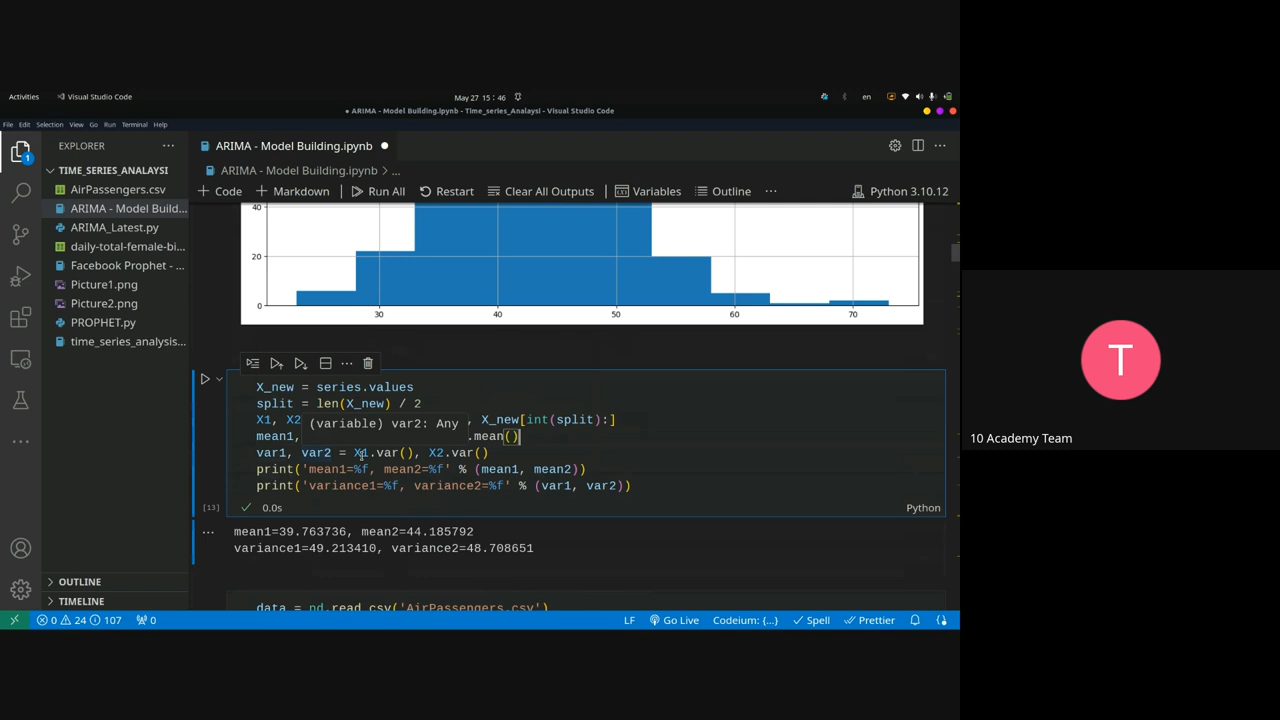 Activities
Visual Studio Code
May 27 15 : 46
en
• ARIMA - Model Building.ipynb - Time_series_Analaysi - Visual Studio Code
File Edit Selection View Go Run Terminal Help
EXPLORER
TIME_SERIES_ANALAYSI
AirPassengers.csv
ARIMA - Model Build...
ARIMA_Latest.py
daily-total-female-bi...
Facebook Prophet - ...
Picture1.png
Picture2.png
PROPHET.py
time_series_analysis...
OUTLINE
TIMELINE
1
ARIMA - Model Building.ipynb
ARIMA - Model Building.ipynb > ...
+ Code + Markdown Run All Restart Clear All Outputs Variables Outline ... Python 3.10.12
40
20
0
30 40 50 60 70
X_new = series.values
split = len(X_new) / 2
X1, X2 , X_new[int(split):]
(variable) var2: Any
mean1, .mean()
var1, var2 = X1.var(), X2.var()
print('mean1=%f, mean2=%f' % (mean1, mean2))
print('variance1=%f, variance2=%f' % (var1, var2))
[13]
0.0s
Python
mean1=39.763736, mean2=44.185792
variance1=49.213410, variance2=48.708651
data = pd.read_csv('AirPassengers.csv')
0 24 107 0
LF Go Live Codeium: {...} Spell Prettier
T
10 Academy Team